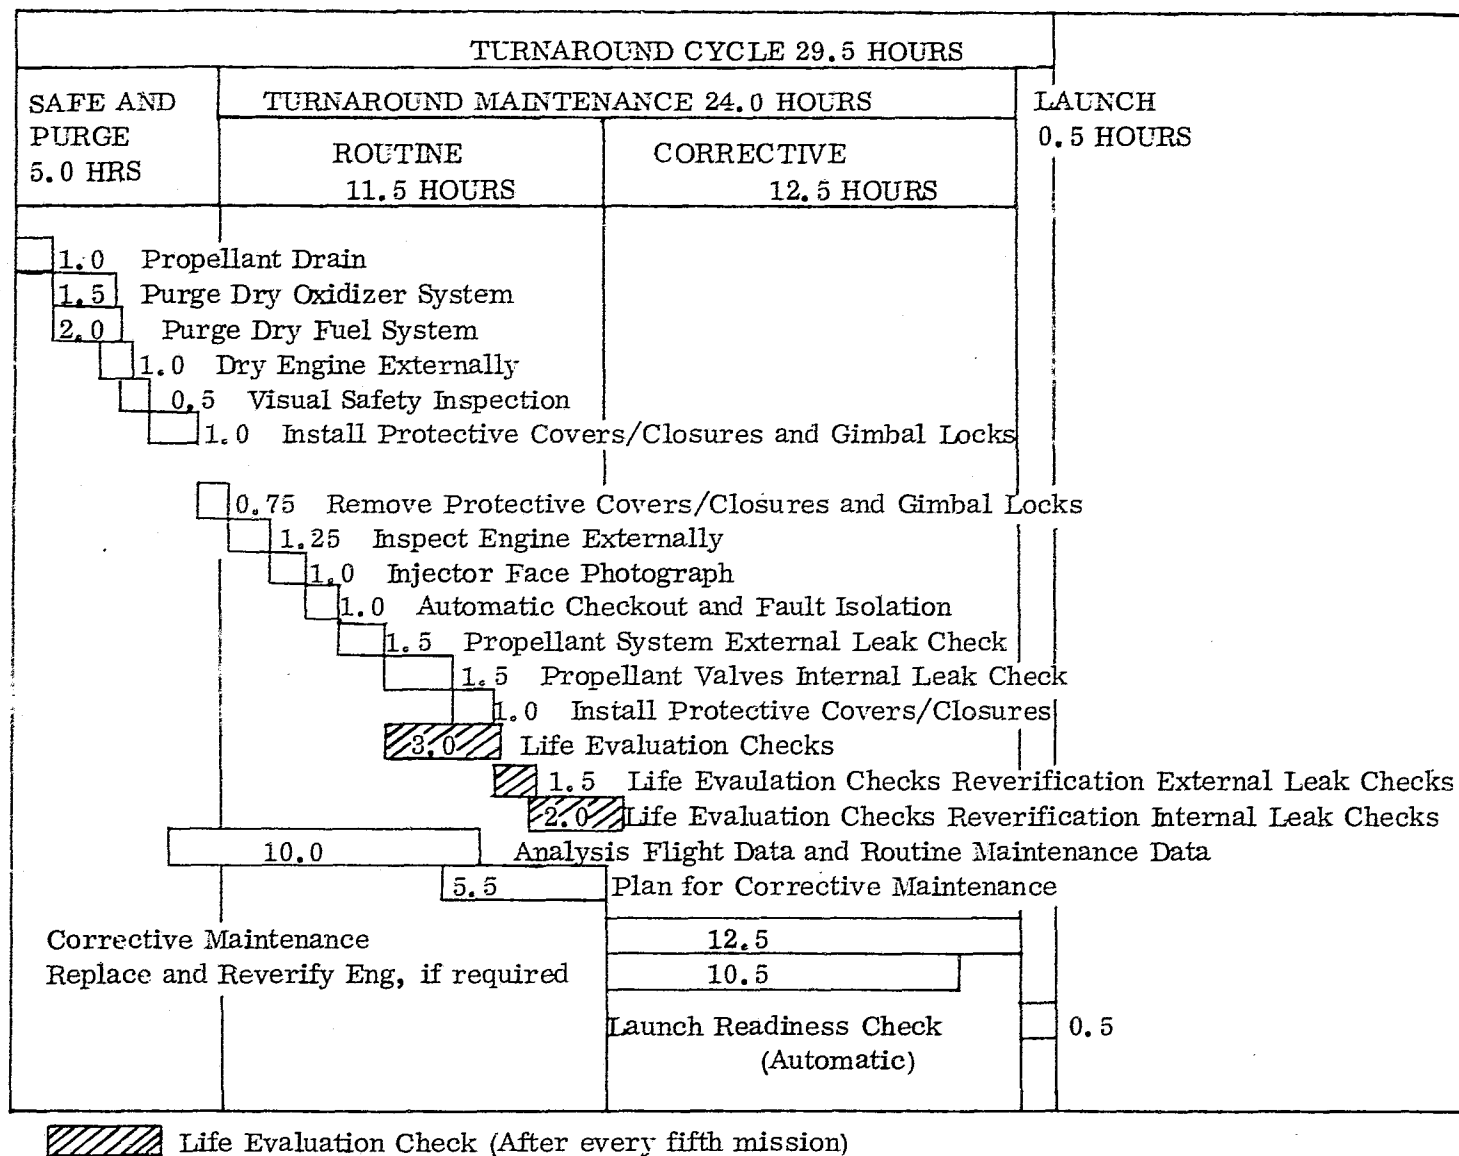 TURNAROUND CYCLE 29.5 HOURS
SAFE AND
PURGE
5.0 HRS
TURNAROUND MAINTENANCE 24.0 HOURS
ROUTINE
11.5 HOURS
CORRECTIVE
12.5 HOURS
LAUNCH
0.5 HOURS
1.0 Propellant Drain
1.5 Purge Dry Oxidizer System
2.0 Purge Dry Fuel System
1.0 Dry Engine Externally
0.5 Visual Safety Inspection
1.0 Install Protective Covers/Closures and Gimbal Locks
0.75 Remove Protective Covers/Closures and Gimbal Locks
1.25 Inspect Engine Externally
1.0 Injector Face Photograph
1.0 Automatic Checkout and Fault Isolation
1.5 Propellant System External Leak Check
1.5 Propellant Valves Internal Leak Check
1.0 Install Protective Covers/Closures
3.0 Life Evaluation Checks
1.5 Life Evaulation Checks Reverification External Leak Checks
2.0 Life Evaluation Checks Reverification Internal Leak Checks
10.0 Analysis Flight Data and Routine Maintenance Data
5.5 Plan for Corrective Maintenance
Corrective Maintenance 12.5
Replace and Reverify Eng, if required 10.5
Launch Readiness Check 0.5
(Automatic)
Life Evaluation Check (After every fifth mission)